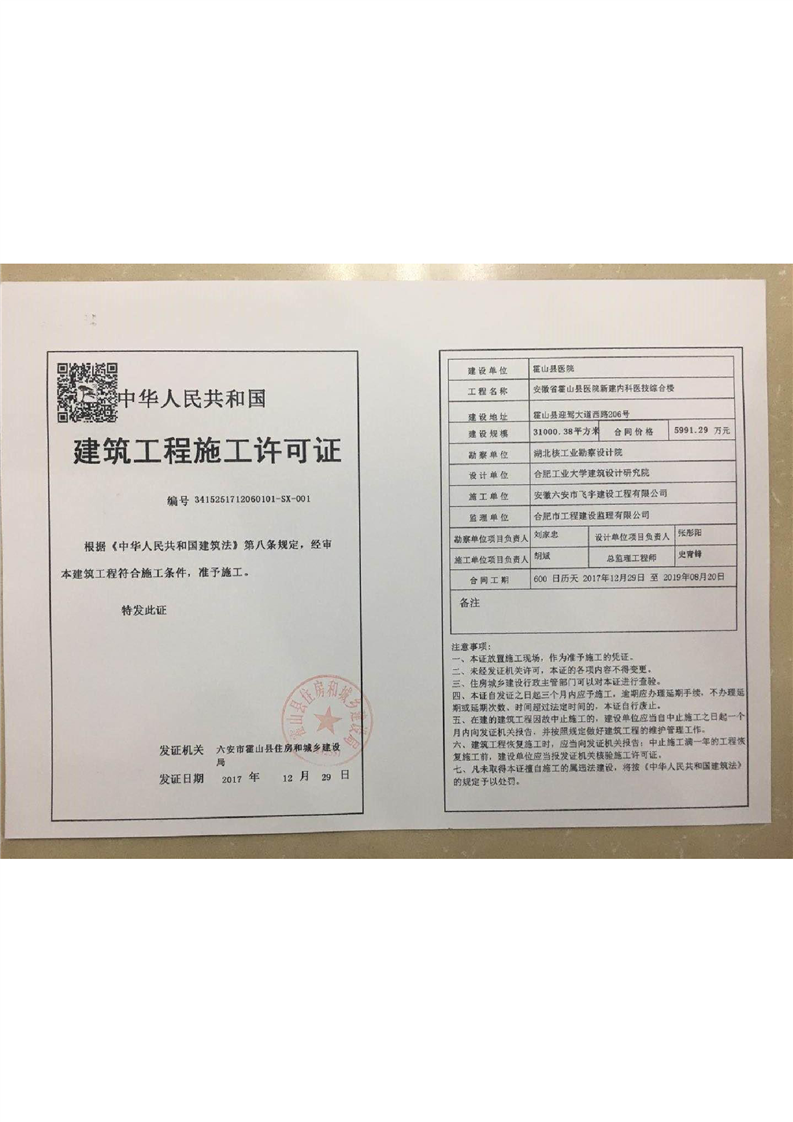 中华人民共和国
建筑工程施工许可证
编号 3415251712060101-SX-001
根据《中华人民共和国建筑法》第八条规定，经审
本建筑工程符合施工条件，准予施工。
特发此证
霍山县住房和城乡建设局
发证机关 六安市霍山县住房和城乡建设
局
发证日期 2017 年 12 月 29 日
建设单位 霍山县医院
工程名称 安徽省霍山县医院新建内科医技综合楼
建设地址 霍山县迎驾大道西路206号
建设规模 31000.38平方米 合同价格 5991.29 万元
勘察单位 湖北核工业勘察设计院
设计单位 合肥工业大学建筑设计研究院
施工单位 安徽六安市飞宇建设工程有限公司
监理单位 合肥市工程建设监理有限公司
勘察单位项目负责人 刘家忠 设计单位项目负责人 张彤阳
施工单位项目负责人 胡斌 总监理工程师 史青锋
合同工期 600 日历天 2017年12月29日 至 2019年08月20日
备注
注意事项：
一、本证放置施工现场，作为准予施工的凭证。
二、未经发证机关许可，本证的各项内容不得变更。
三、住房城乡建设行政主管部门可以对本证进行查验。
四、本证自发证之日起三个月内应予施工，逾期应办理延期手续，不办理延
期或延期次数、时间超过法定时间的，本证自行废止。
五、在建的建筑工程因故中止施工的，建设单位应当自中止施工之日起一个
月内向发证机关报告，并按照规定做好建筑工程的维护管理工作。
六、建筑工程恢复施工时，应当向发证机关报告；中止施工满一年的工程恢
复施工前，建设单位应当报发证机关核验施工许可证。
七、凡未取得本证擅自施工的属违法建设，将按《中华人民共和国建筑法》
的规定予以处罚。